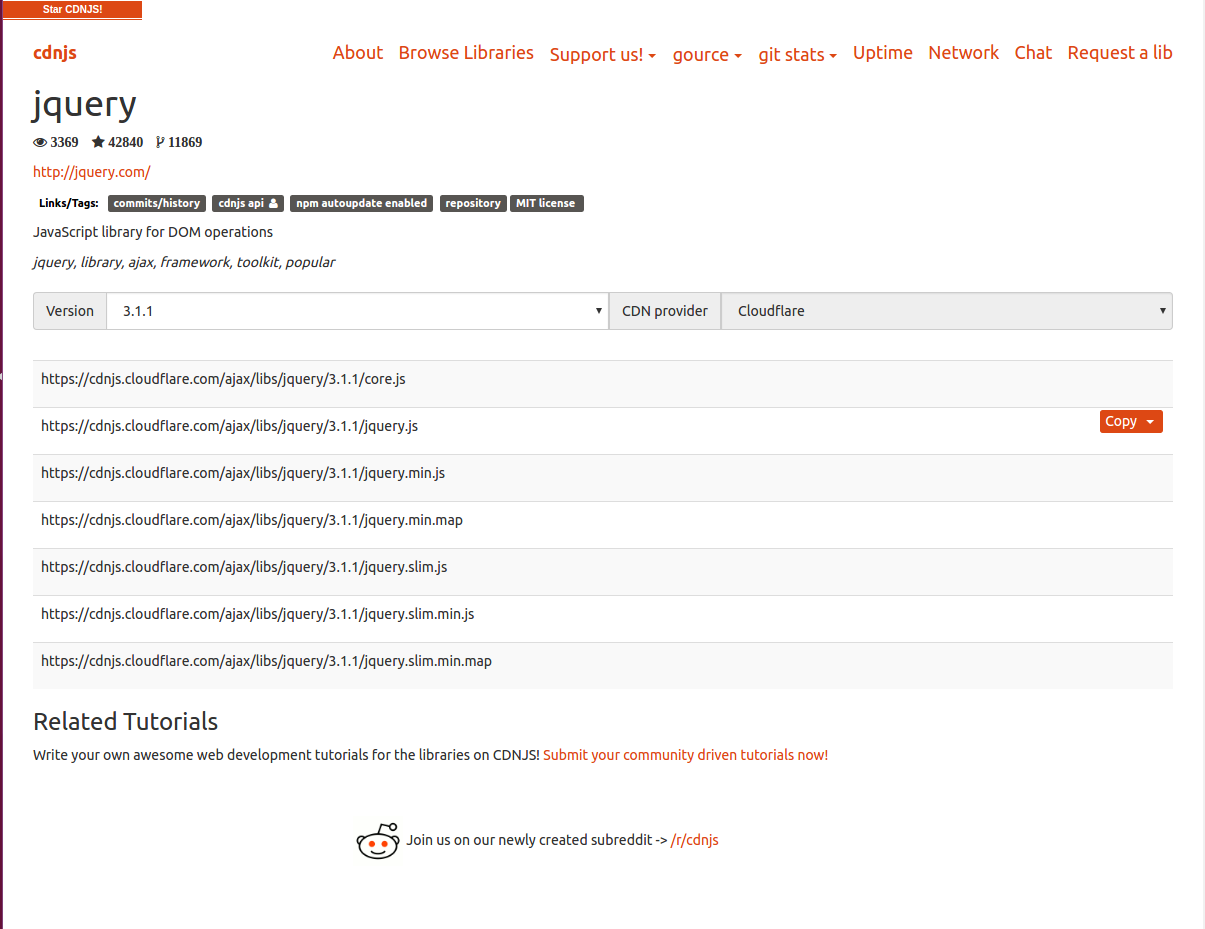 Star CDNJS!
cdnjs About Browse Libraries Support us! gource git stats Uptime Network Chat Request a lib
jquery
3369 42840 11869
http://jquery.com/
Links/Tags: commits/history cdnjs api npm autoupdate enabled repository MIT license
JavaScript library for DOM operations
jquery, library, ajax, framework, toolkit, popular
Version 3.1.1 CDN provider Cloudflare
https://cdnjs.cloudflare.com/ajax/libs/jquery/3.1.1/core.js
https://cdnjs.cloudflare.com/ajax/libs/jquery/3.1.1/jquery.js Copy
https://cdnjs.cloudflare.com/ajax/libs/jquery/3.1.1/jquery.min.js
https://cdnjs.cloudflare.com/ajax/libs/jquery/3.1.1/jquery.min.map
https://cdnjs.cloudflare.com/ajax/libs/jquery/3.1.1/jquery.slim.js
https://cdnjs.cloudflare.com/ajax/libs/jquery/3.1.1/jquery.slim.min.js
https://cdnjs.cloudflare.com/ajax/libs/jquery/3.1.1/jquery.slim.min.map
Related Tutorials
Write your own awesome web development tutorials for the libraries on CDNJS! Submit your community driven tutorials now!
Join us on our newly created subreddit -> /r/cdnjs